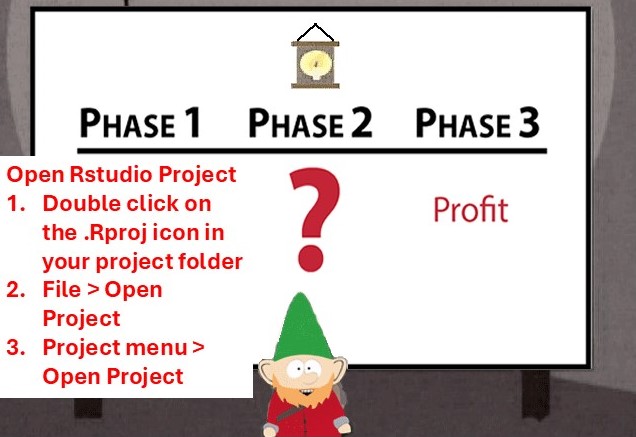 PHASE 1 PHASE 2 PHASE 3
Open Rstudio Project
1. Double click on
the .Rproj icon in
your project folder
2. File > Open
Project
3. Project menu >
Open Project
?
Profit